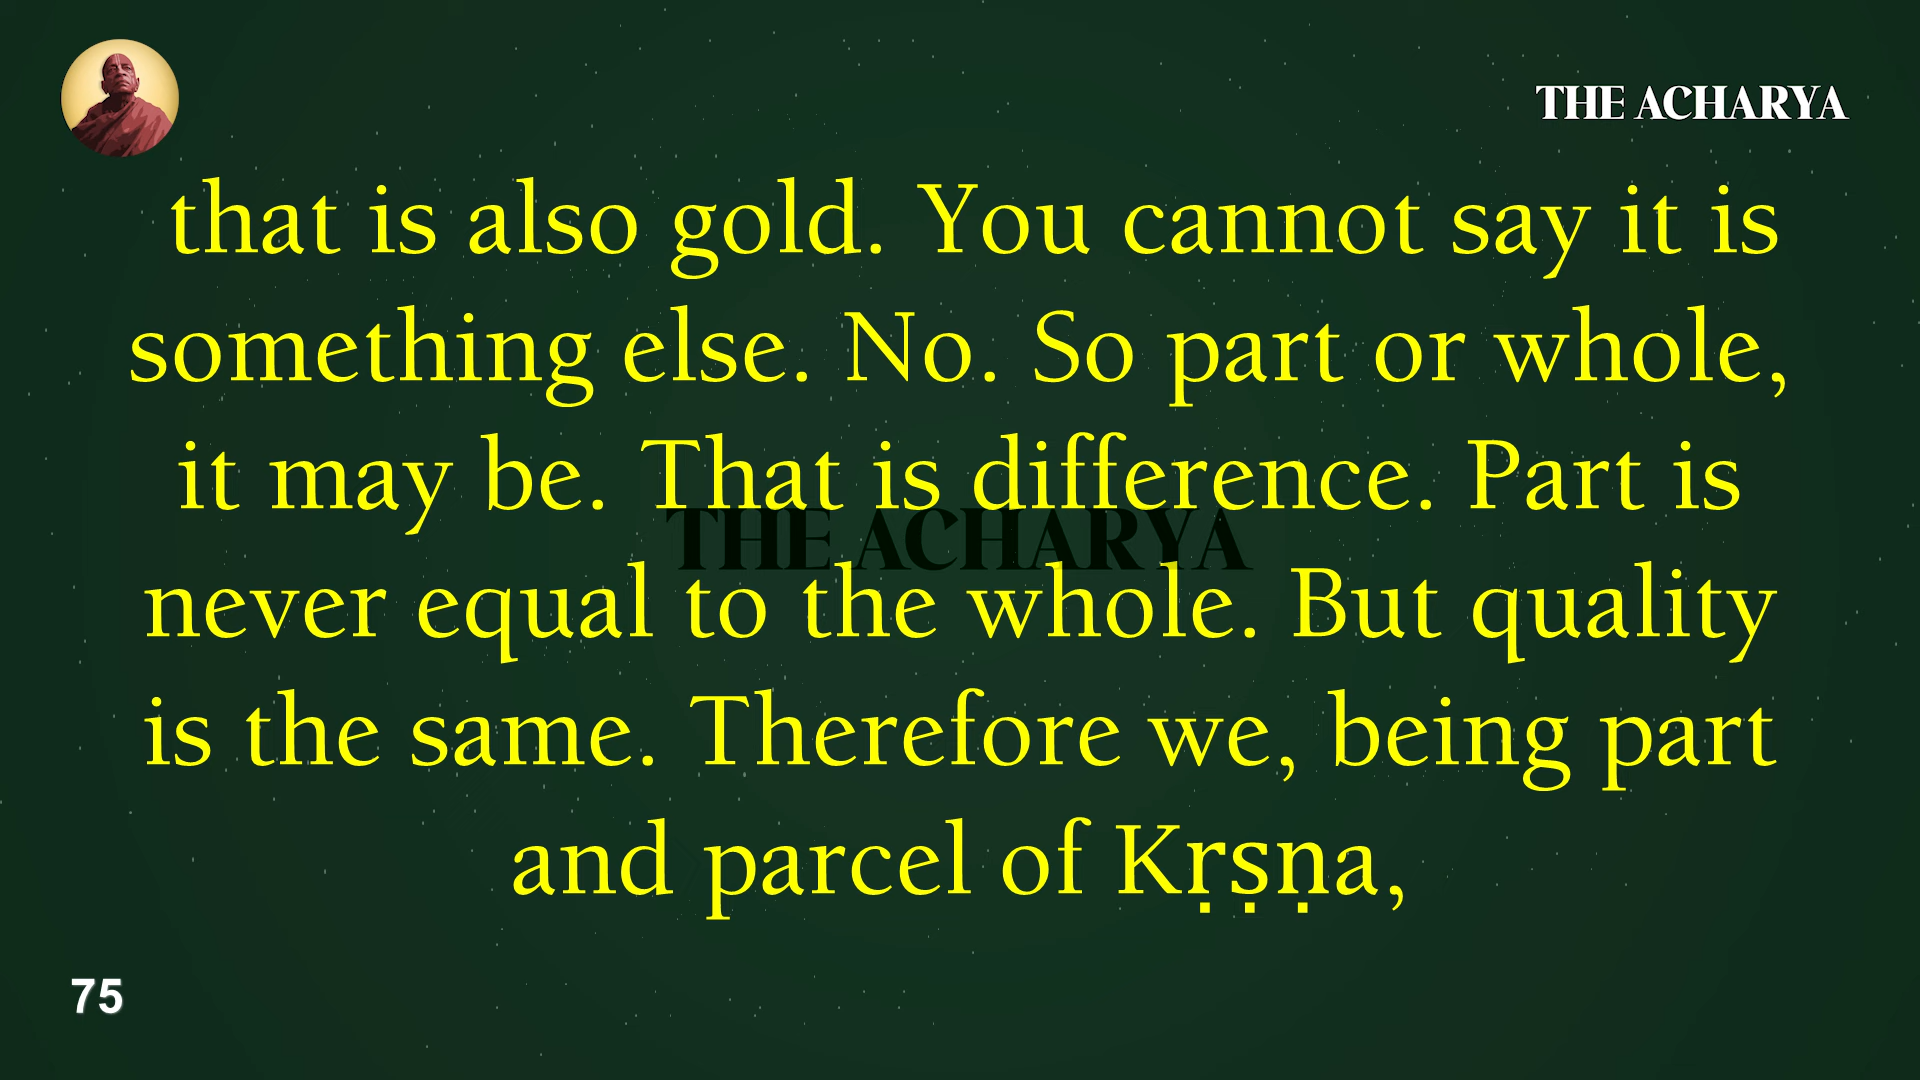 THE ACHARYA
that is also gold. You cannot say it is
something else. No. So part or whole,
it may be. That is difference. Part is
THE ACHARYA
never equal to the whole. But quality
is the same. Therefore we, being part
and parcel of Kṛṣṇa,
75